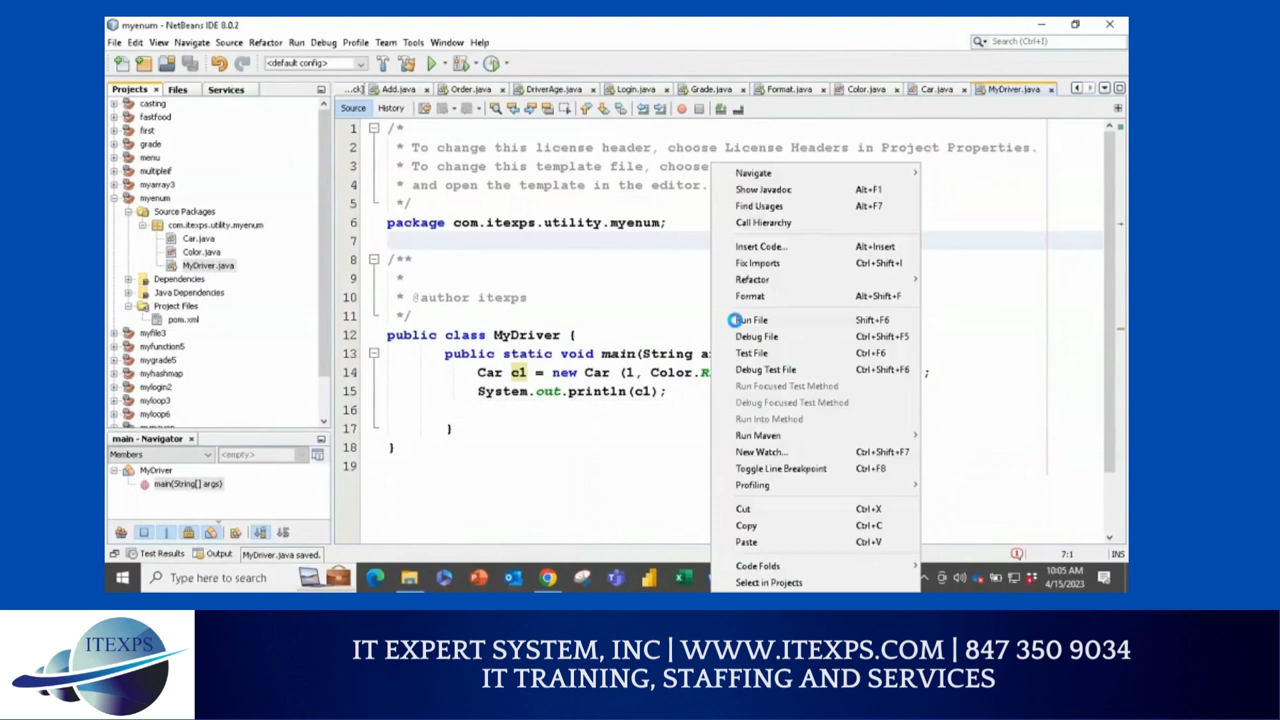 myenum - NetBeans IDE 8.0.2
File Edit View Navigate Source Refactor Run Debug Profile Team Tools Window Help
Search (Ctrl+I)
<default config>
Projects Files Services
...ck] Add.java Order.java DriverAge.java Login.java Grade.java Format.java Color.java Car.java MyDriver.java
Source History
casting
fastfood
first
grade
menu
multipleif
myarray3
myenum
Source Packages
com.itexps.utility.myenum
Car.java
Color.java
MyDriver.java
Dependencies
Java Dependencies
Project Files
pom.xml
myfile3
myfunction5
mygrade5
myhashmap
mylogin2
myloop3
myloop6
main - Navigator
Members <empty>
MyDriver
main(String[] args)
1 /*
2 * To change this license header, choose License Headers in Project Properties.
3 * To change this template file, choose
4 * and open the template in the editor.
5 */
6 package com.itexps.utility.myenum;
7
8 /**
9 *
10 * @author itexps
11 */
12 public class MyDriver {
13 public static void main(String a
14 Car c1 = new Car (1, Color.R ;
15 System.out.println(c1);
16
17 }
18 }
19
Navigate
Show Javadoc Alt+F1
Find Usages Alt+F7
Call Hierarchy
Insert Code... Alt+Insert
Fix Imports Ctrl+Shift+I
Refactor
Format Alt+Shift+F
Run File Shift+F6
Debug File Ctrl+Shift+F5
Test File Ctrl+F6
Debug Test File Ctrl+Shift+F6
Run Focused Test Method
Debug Focused Test Method
Run Into Method
Run Maven
New Watch... Ctrl+Shift+F7
Toggle Line Breakpoint Ctrl+F8
Profiling
Cut Ctrl+X
Copy Ctrl+C
Paste Ctrl+V
Code Folds
Select in Projects
Test Results Output MyDriver.java saved.
7:1 INS
Type here to search
10:05 AM
4/15/2023
ITEXPS
IT EXPERT SYSTEM, INC | WWW.ITEXPS.COM | 847 350 9034
IT TRAINING, STAFFING AND SERVICES